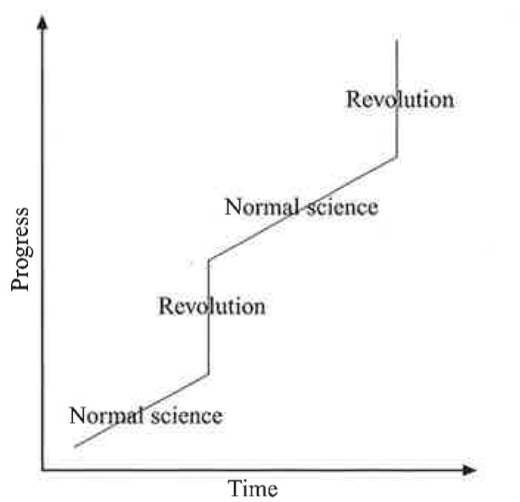 Revolution
Normal science
Progress
Revolution
Normal science
Time